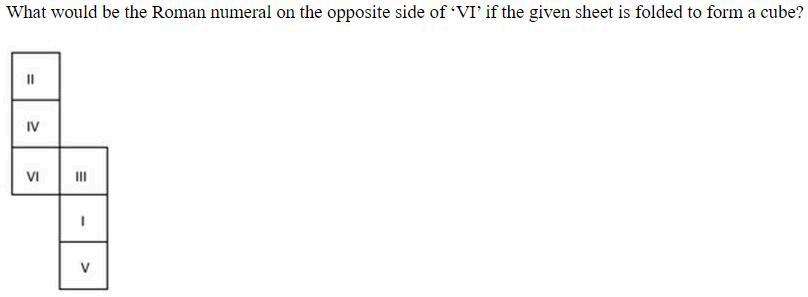 What would be the Roman numeral on the opposite side of ‘VI’ if the given sheet is folded to form a cube?
II
IV
VI III
I
V